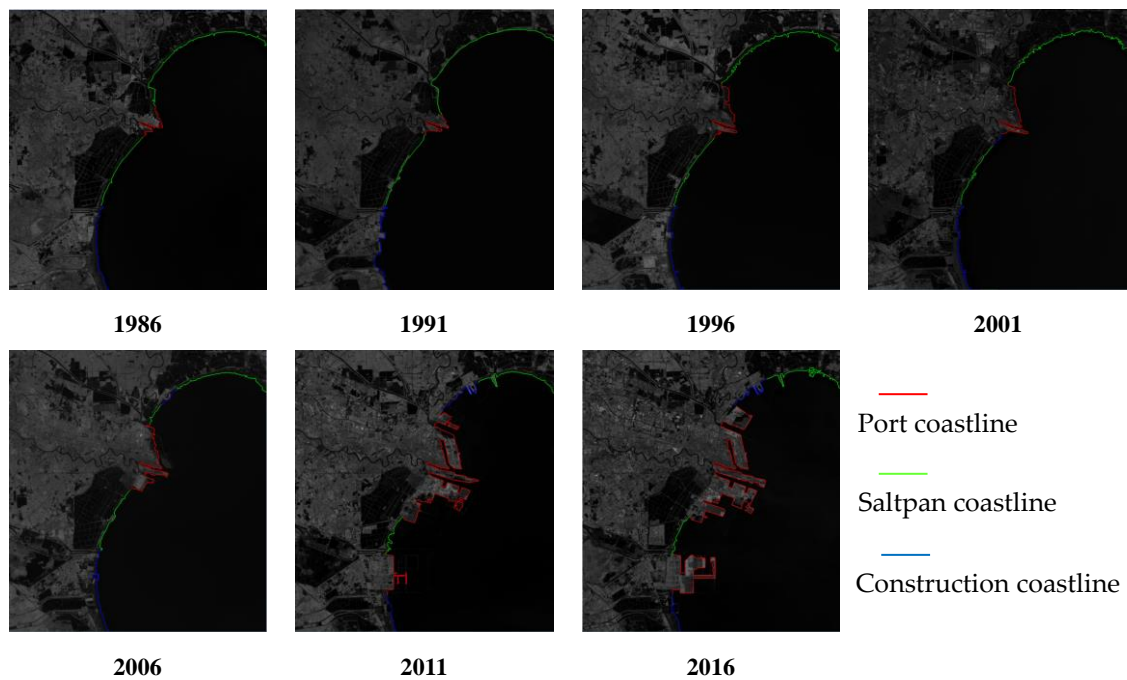 1986
1991
1996
2001
Port coastline
Saltpan coastline
Construction coastline
2006
2011
2016